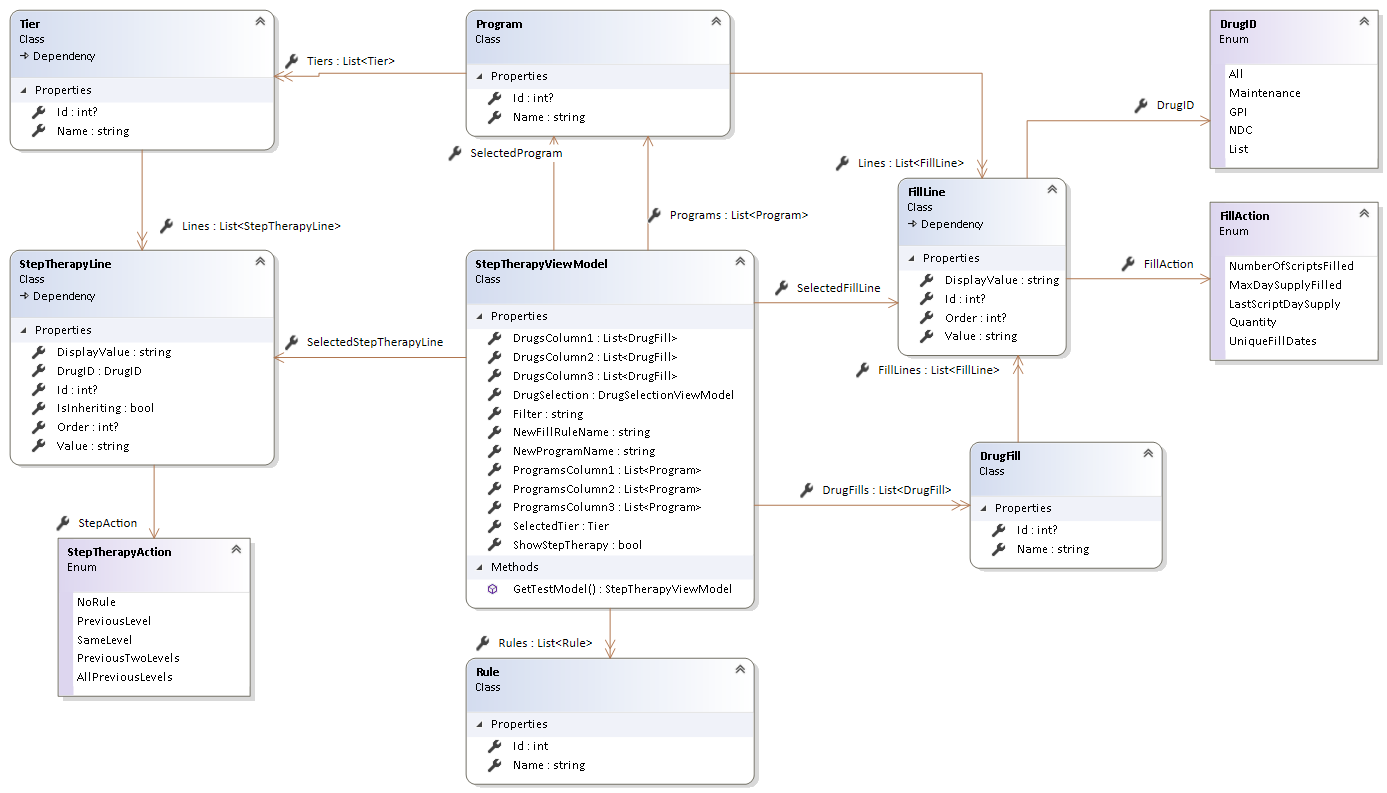 Tier
Class
Dependency
Properties
Id : int?
Name : string
Tiers : List<Tier>
Program
Class
Properties
Id : int?
Name : string
SelectedProgram
Programs : List<Program>
Lines : List<FillLine>
DrugID
DrugID
Enum
All
Maintenance
GPI
NDC
List
Lines : List<StepTherapyLine>
FillLine
Class
Dependency
Properties
DisplayValue : string
Id : int?
Order : int?
Value : string
FillAction
FillAction
Enum
NumberOfScriptsFilled
MaxDaySupplyFilled
LastScriptDaySupply
Quantity
UniqueFillDates
StepTherapyLine
Class
Dependency
Properties
DisplayValue : string
DrugID : DrugID
Id : int?
IsInheriting : bool
Order : int?
Value : string
SelectedStepTherapyLine
StepTherapyViewModel
Class
Properties
DrugsColumn1 : List<DrugFill>
DrugsColumn2 : List<DrugFill>
DrugsColumn3 : List<DrugFill>
DrugSelection : DrugSelectionViewModel
Filter : string
NewFillRuleName : string
NewProgramName : string
ProgramsColumn1 : List<Program>
ProgramsColumn2 : List<Program>
ProgramsColumn3 : List<Program>
SelectedTier : Tier
ShowStepTherapy : bool
Methods
GetTestModel() : StepTherapyViewModel
SelectedFillLine
FillLines : List<FillLine>
DrugFills : List<DrugFill>
DrugFill
Class
Properties
Id : int?
Name : string
StepAction
StepTherapyAction
Enum
NoRule
PreviousLevel
SameLevel
PreviousTwoLevels
AllPreviousLevels
Rules : List<Rule>
Rule
Class
Properties
Id : int
Name : string